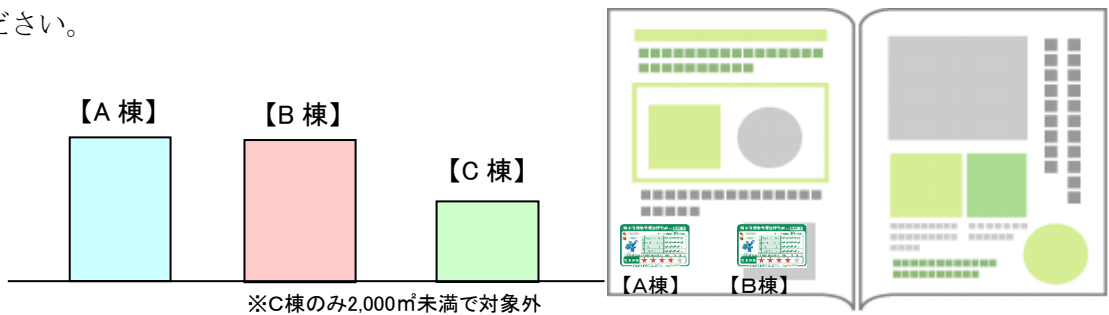 ださい。
【A 棟】
【B 棟】
【C 棟】
※C棟のみ2,000㎡未満で対象外
【A棟】
【B棟】